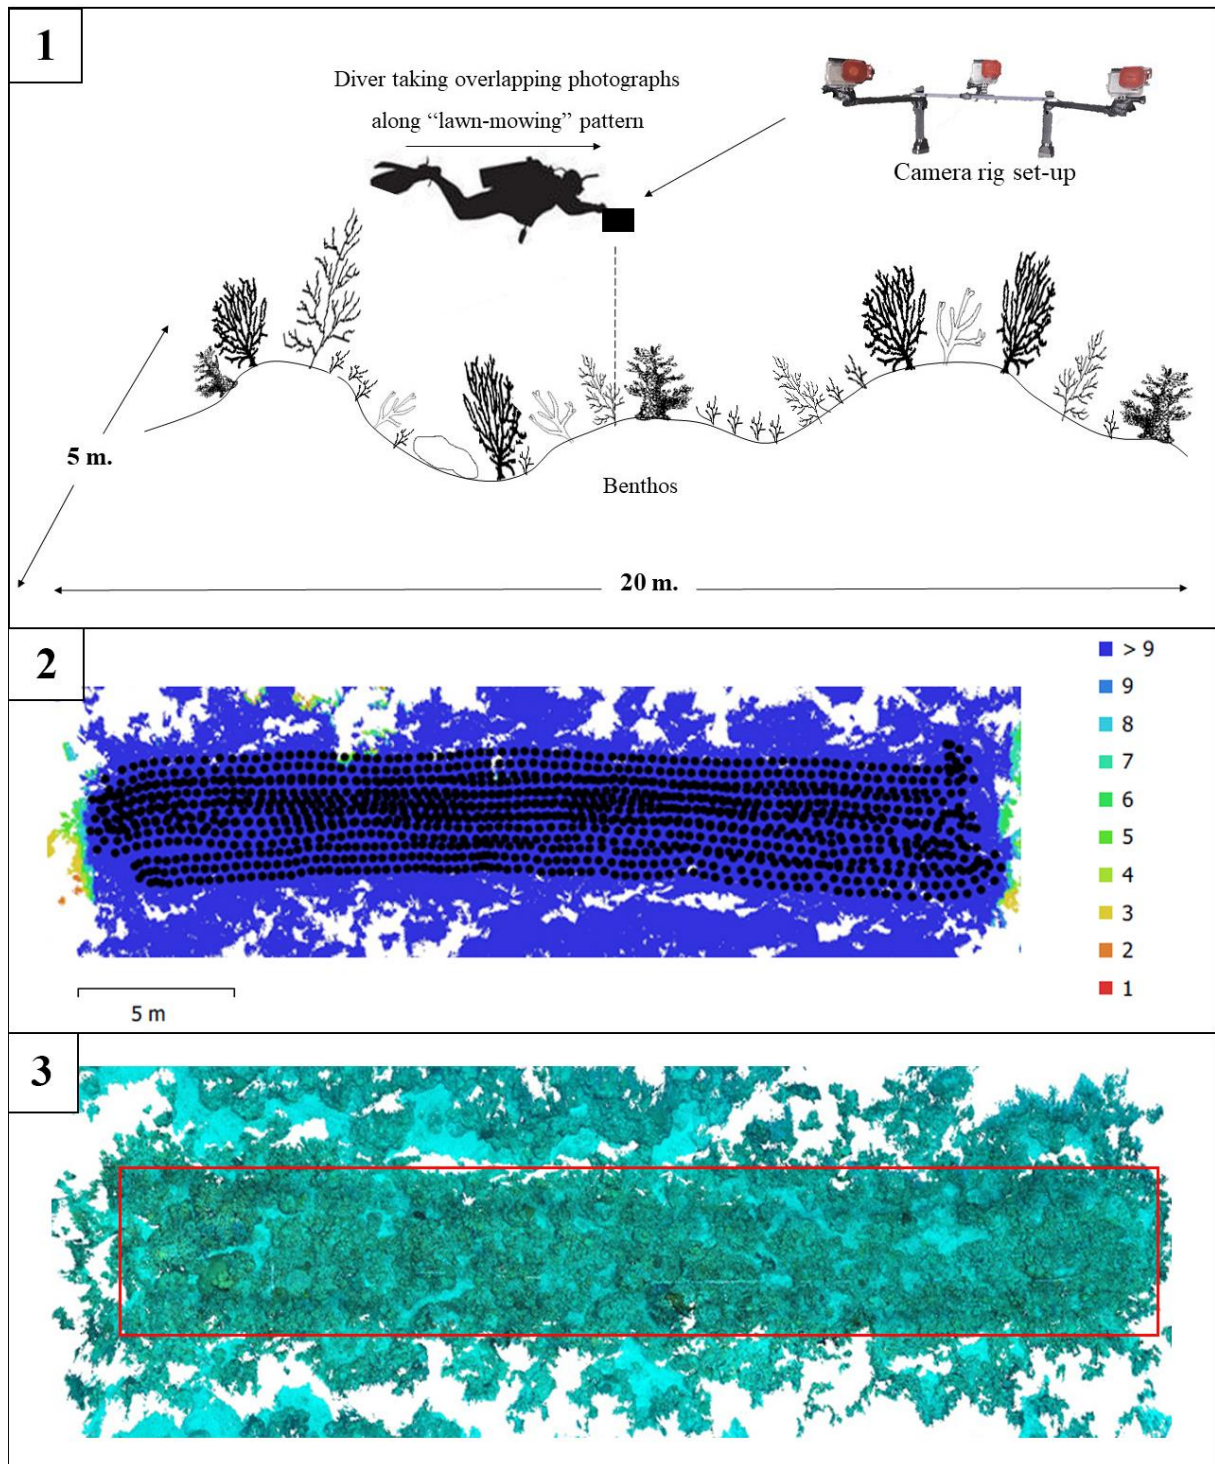 1
Diver taking overlapping photographs
along “lawn-mowing” pattern
Camera rig set-up
5 m.
Benthos
20 m.
2
> 9
9
8
7
6
5
4
3
2
1
5 m
3